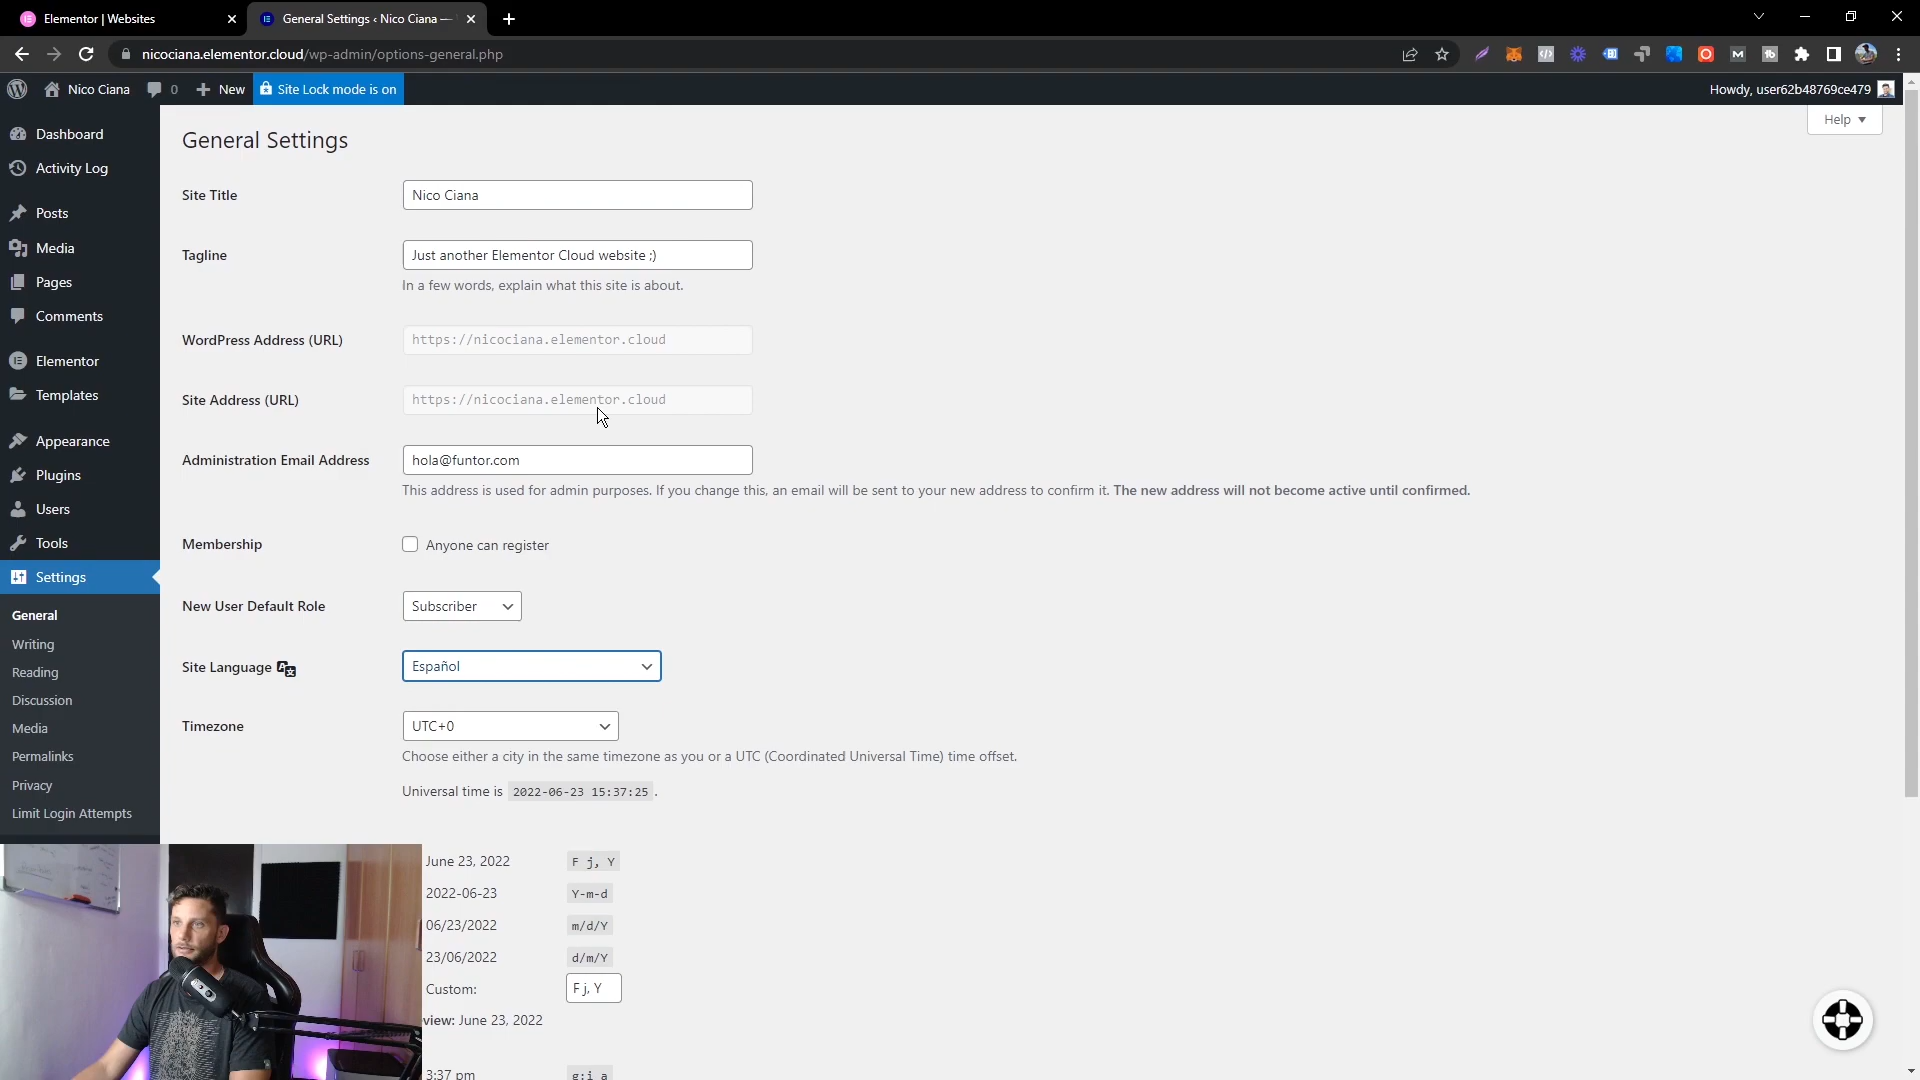 Elementor | Websites
General Settings ‹ Nico Ciana —
nicociana.elementor.cloud/wp-admin/options-general.php
Nico Ciana
0
New
Site Lock mode is on
Howdy, user62b48769ce479
Help
Dashboard
Activity Log
Posts
Media
Pages
Comments
Elementor
Templates
Appearance
Plugins
Users
Tools
Settings
General
Writing
Reading
Discussion
Media
Permalinks
Privacy
Limit Login Attempts
General Settings
Site Title
Nico Ciana
Tagline
Just another Elementor Cloud website ;)
In a few words, explain what this site is about.
WordPress Address (URL)
https://nicociana.elementor.cloud
Site Address (URL)
https://nicociana.elementor.cloud
Administration Email Address
hola@funtor.com
This address is used for admin purposes. If you change this, an email will be sent to your new address to confirm it. The new address will not become active until confirmed.
Membership
Anyone can register
New User Default Role
Subscriber
Site Language
Español
Timezone
UTC+0
Choose either a city in the same timezone as you or a UTC (Coordinated Universal Time) time offset.
Universal time is 2022-06-23 15:37:25 .
June 23, 2022 F j, Y
2022-06-23 Y-m-d
06/23/2022 m/d/Y
23/06/2022 d/m/Y
Custom: F j, Y
view: June 23, 2022
3:37 pm g:i a